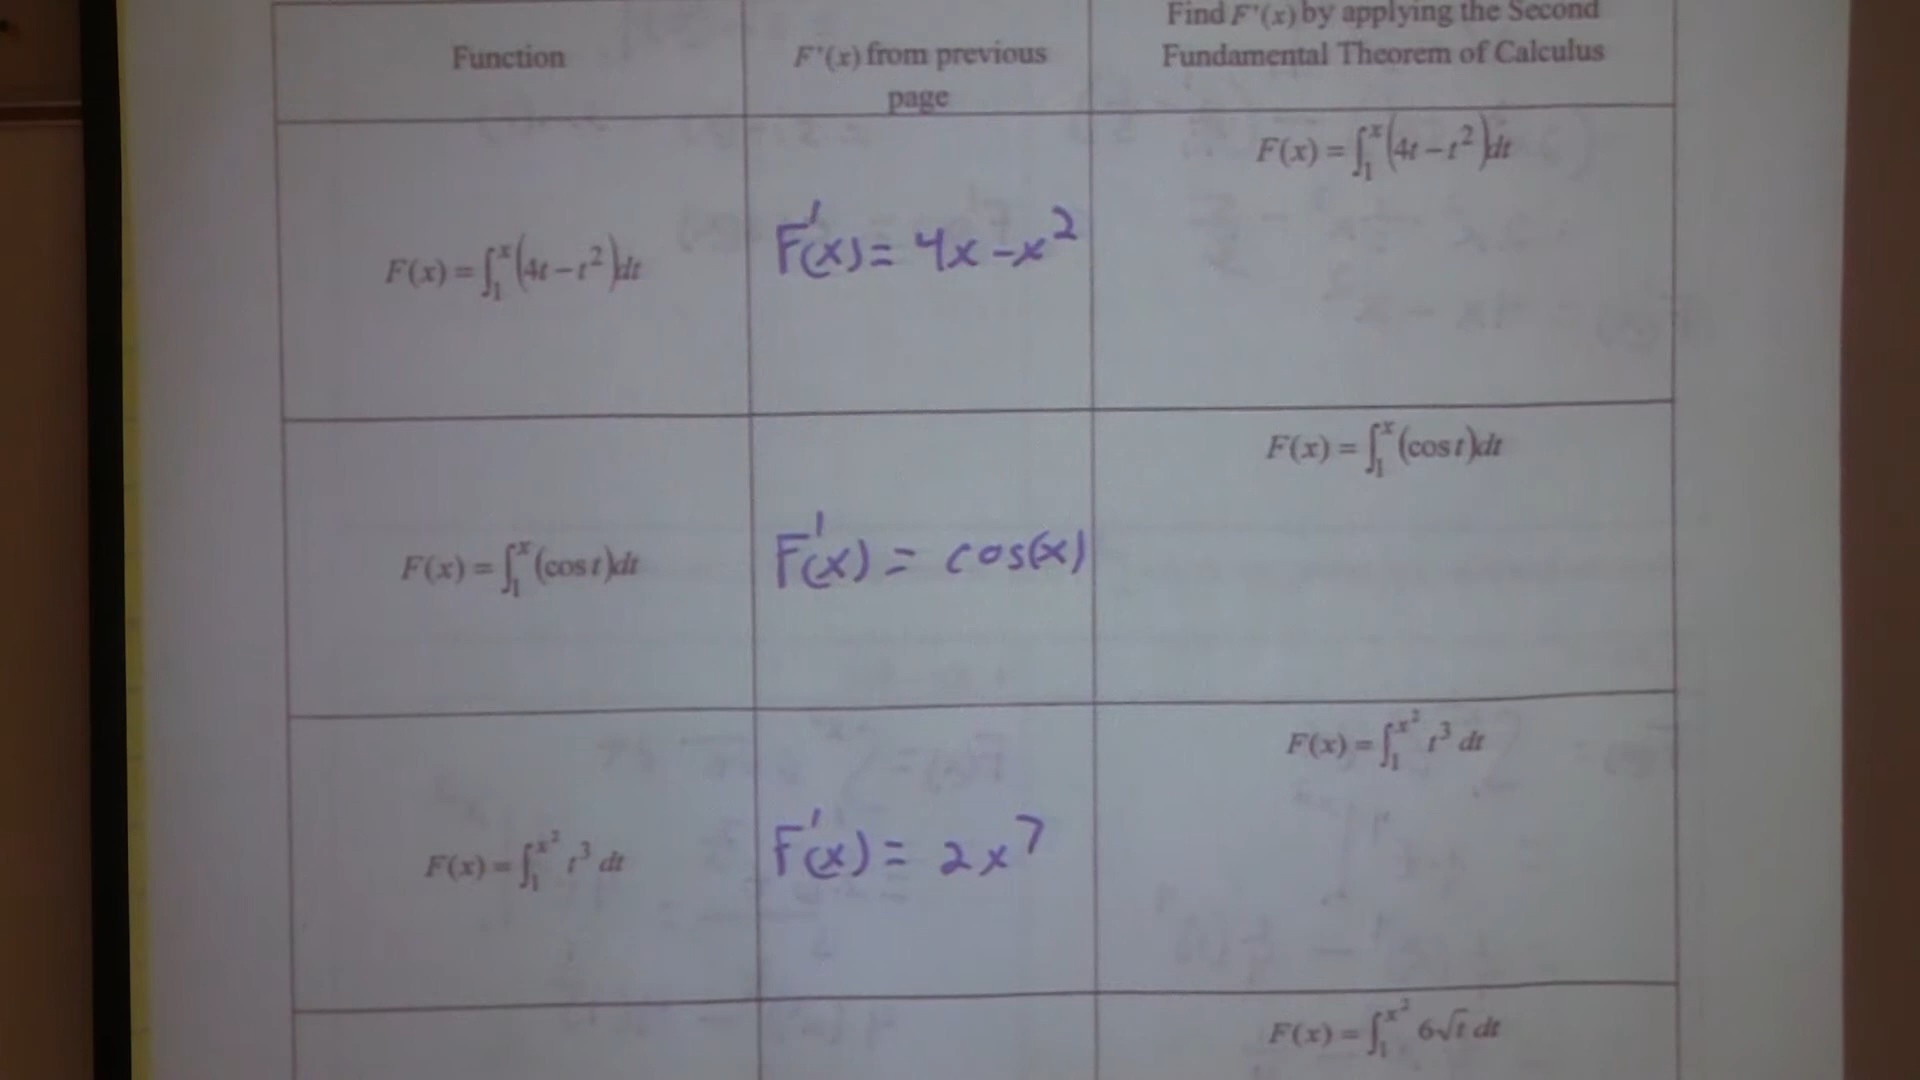 Function
F'(x) from previous
page
Find F'(x) by applying the Second
Fundamental Theorem of Calculus
F(x) = ∫₁ˣ (4t − t²)dt
F'(x) = 4x − x²
F(x) = ∫₁ˣ (4t − t²)dt
F(x) = ∫₁ˣ (cos t)dt
F'(x) = cos(x)
F(x) = ∫₁ˣ (cos t)dt
F(x) = ∫₁^(x²) t³ dt
F'(x) = 2x⁷
F(x) = ∫₁^(x²) t³ dt
F(x) = ∫₁^(x²) 6√t dt